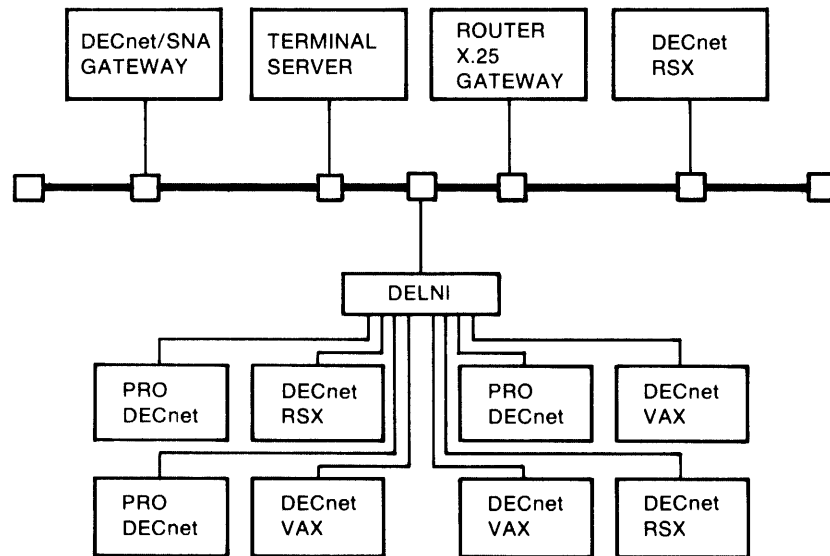 DECnet/SNA
GATEWAY
TERMINAL
SERVER
ROUTER
X.25
GATEWAY
DECnet
RSX
DELNI
PRO
DECnet
DECnet
RSX
PRO
DECnet
DECnet
VAX
PRO
DECnet
DECnet
VAX
DECnet
VAX
DECnet
RSX